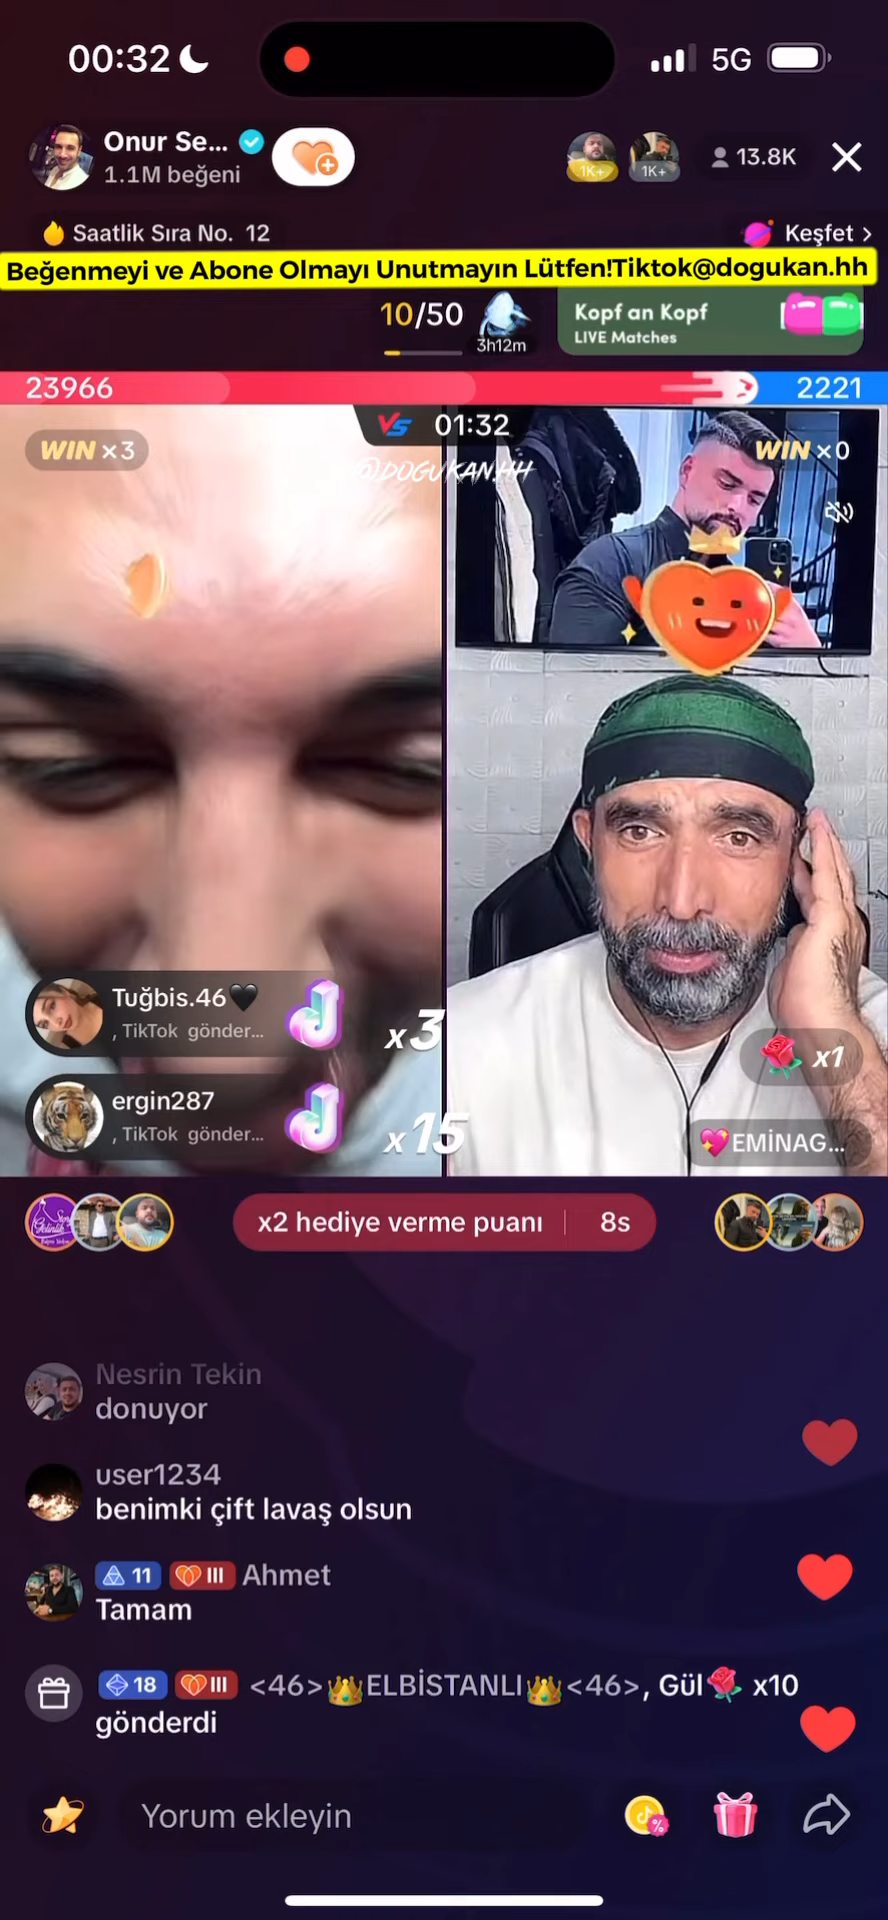 00:32
5G
Onur Se...
1.1M beğeni
1K+
1K+
13.8K
Saatlik Sıra No. 12
Keşfet >
Beğenmeyi ve Abone Olmayı Unutmayın Lütfen!Tiktok@dogukan.hh
10/50
3h12m
Kopf an Kopf
LIVE Matches
23966
2221
WIN x3
VS 01:32
WIN x0
@DOGUKAN.HH
Tuğbis.46🖤
, TikTok gönder...
x3
x1
ergin287
, TikTok gönder...
x15
💖EMİNAG...
x2 hediye verme puanı | 8s
Nesrin Tekin
donuyor
user1234
benimki çift lavaş olsun
11 III Ahmet
Tamam
18 III <46>👑ELBİSTANLI👑<46>, Gül🌹 x10
gönderdi
Yorum ekleyin